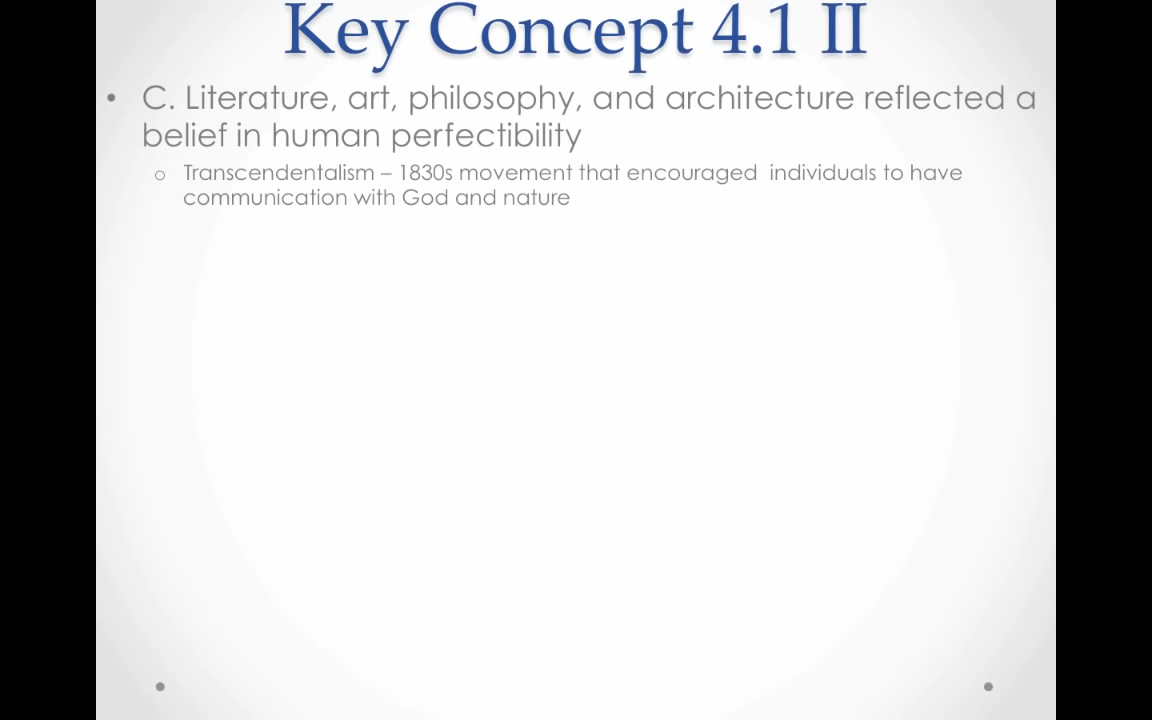 Key Concept 4.1 II
• C. Literature, art, philosophy, and architecture reflected a
belief in human perfectibility
o Transcendentalism – 1830s movement that encouraged  individuals to have
communication with God and nature